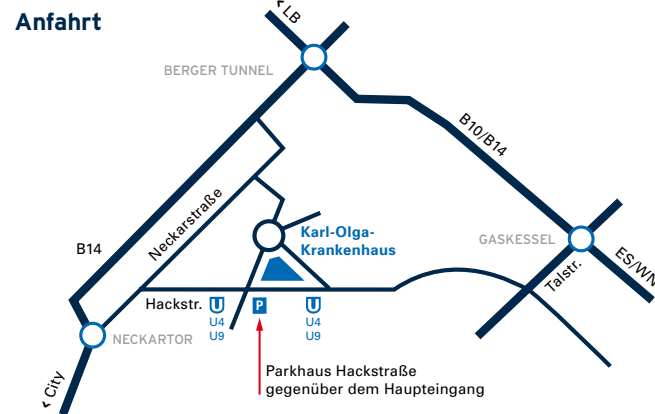 Anfahrt
< LB
BERGER TUNNEL
B10/B14
Neckarstraße
Karl-Olga-
Krankenhaus
GASKESSEL
B14
ES/WN
Talstr.
Hackstr.
U
P
U
U4
U9
U4
U9
NECKARTOR
Parkhaus Hackstraße
gegenüber dem Haupteingang
< City